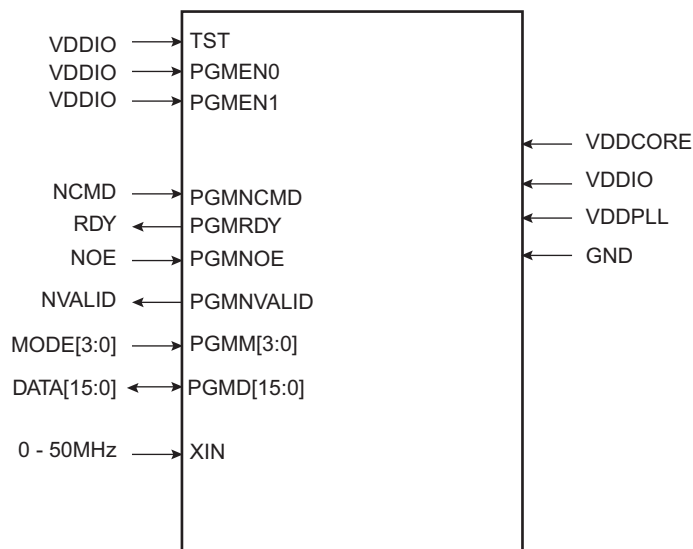 VDDIO TST
VDDIO PGMEN0
VDDIO PGMEN1
VDDCORE
VDDIO
NCMD PGMNCMD
VDDPLL
RDY PGMRDY
NOE PGMNOE
GND
NVALID PGMNVALID
MODE[3:0] PGMM[3:0]
DATA[15:0] PGMD[15:0]
0 - 50MHz XIN